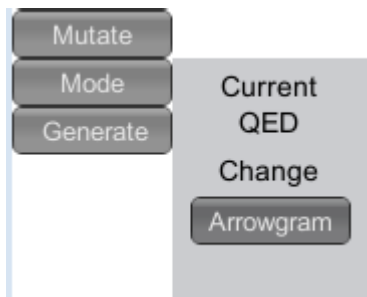 Mutate
Mode
Generate
Current
QED
Change
Arrowgram